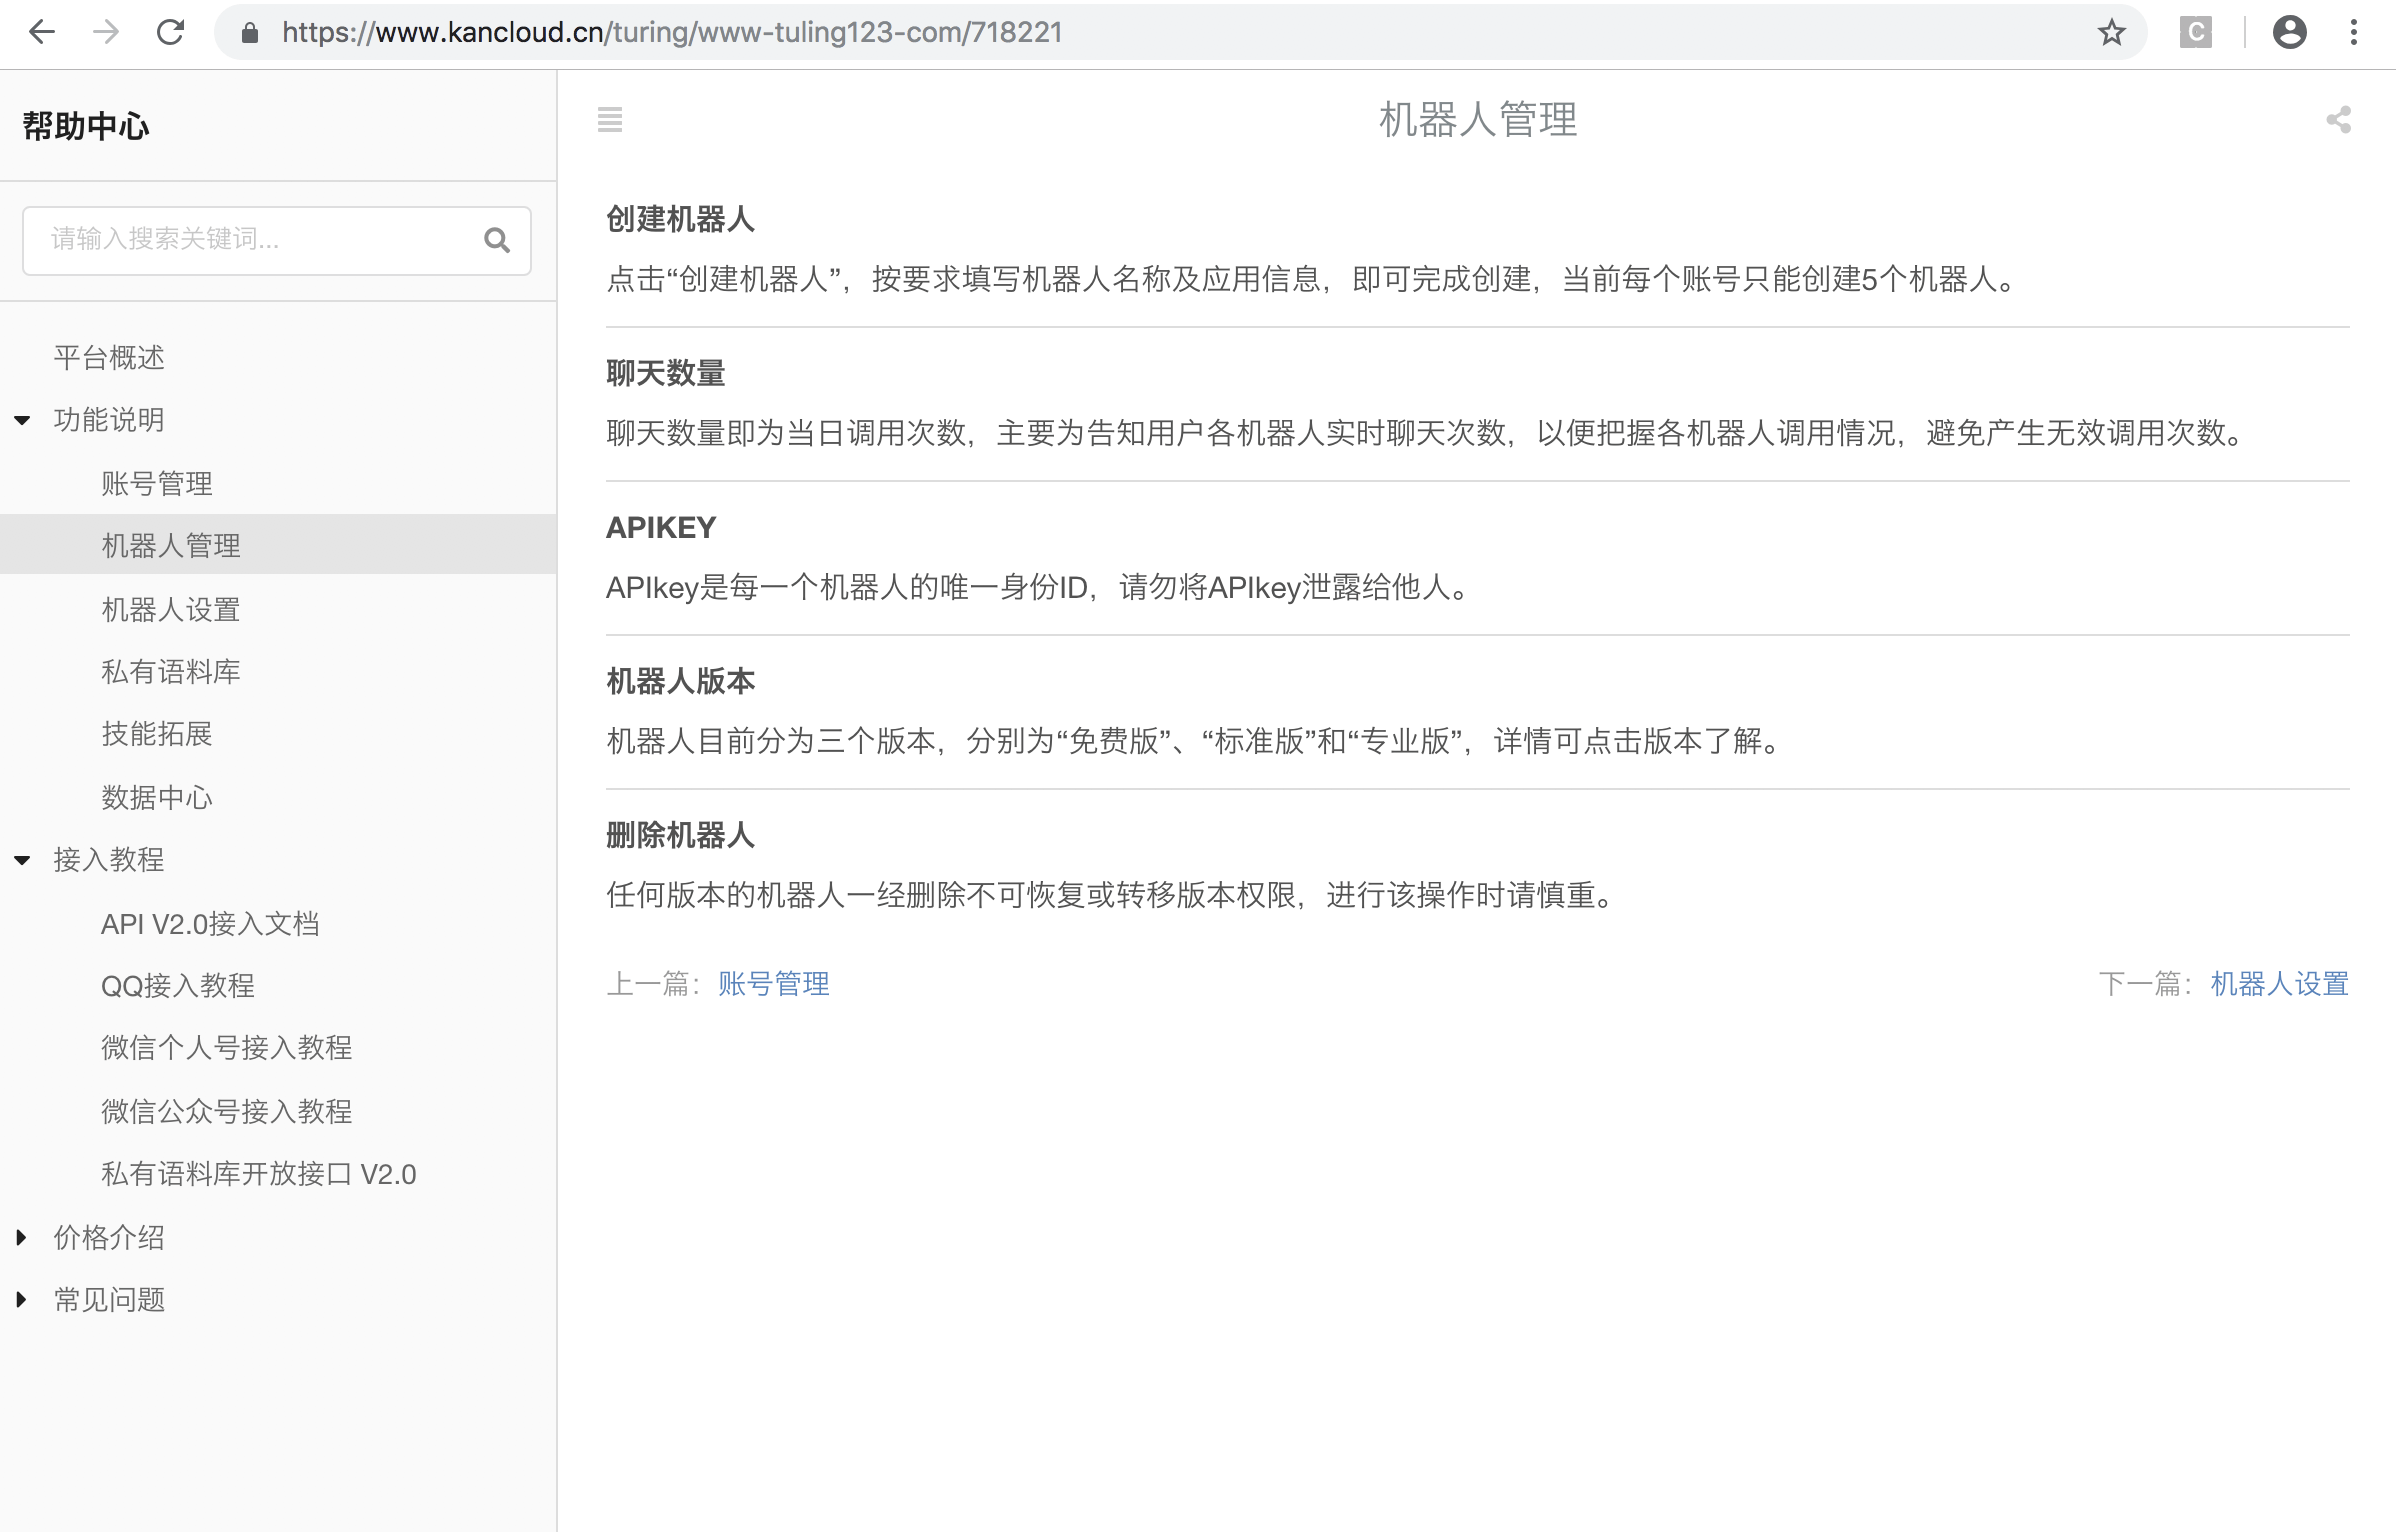 https://www.kancloud.cn/turing/www-tuling123-com/718221
C
帮助中心
请输入搜索关键词...
平台概述
功能说明
账号管理
机器人管理
机器人设置
私有语料库
技能拓展
数据中心
接入教程
API V2.0接入文档
QQ接入教程
微信个人号接入教程
微信公众号接入教程
私有语料库开放接口 V2.0
价格介绍
常见问题
机器人管理
创建机器人
点击“创建机器人”，按要求填写机器人名称及应用信息，即可完成创建，当前每个账号只能创建5个机器人。
聊天数量
聊天数量即为当日调用次数，主要为告知用户各机器人实时聊天次数，以便把握各机器人调用情况，避免产生无效调用次数。
APIKEY
APIkey是每一个机器人的唯一身份ID，请勿将APIkey泄露给他人。
机器人版本
机器人目前分为三个版本，分别为“免费版”、“标准版”和“专业版”，详情可点击版本了解。
删除机器人
任何版本的机器人一经删除不可恢复或转移版本权限，进行该操作时请慎重。
上一篇：账号管理
下一篇：机器人设置